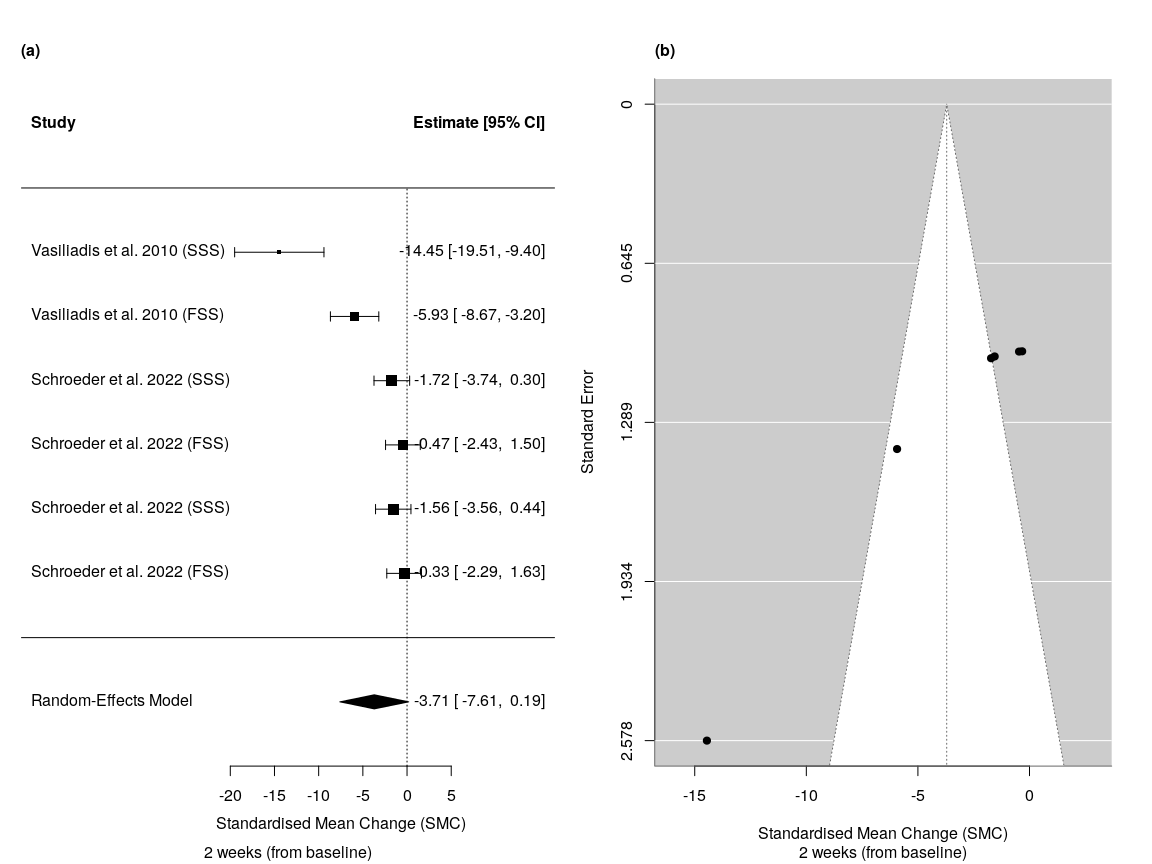 (a)
Study Estimate [95% CI]
Vasiliadis et al. 2010 (SSS) -14.45 [-19.51, -9.40]
Vasiliadis et al. 2010 (FSS) -5.93 [ -8.67, -3.20]
Schroeder et al. 2022 (SSS) -1.72 [ -3.74, 0.30]
Schroeder et al. 2022 (FSS) -0.47 [ -2.43, 1.50]
Schroeder et al. 2022 (SSS) -1.56 [ -3.56, 0.44]
Schroeder et al. 2022 (FSS) -0.33 [ -2.29, 1.63]
Random-Effects Model -3.71 [ -7.61, 0.19]
-20 -15 -10 -5 0 5
Standardised Mean Change (SMC)
2 weeks (from baseline)
(b)
Standard Error
0
0.645
1.289
1.934
2.578
-15 -10 -5 0
Standardised Mean Change (SMC)
2 weeks (from baseline)